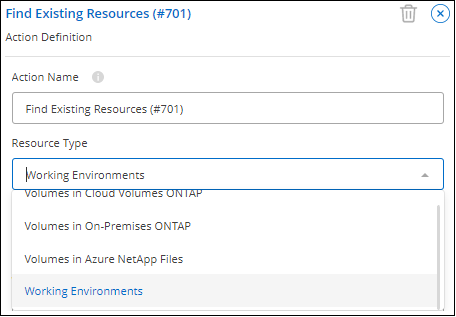 Find Existing Resources (#701)
Action Definition
Action Name
Find Existing Resources (#701)
Resource Type
Working Environments
Volumes in Cloud Volumes ONTAP
Volumes in On-Premises ONTAP
Volumes in Azure NetApp Files
Working Environments